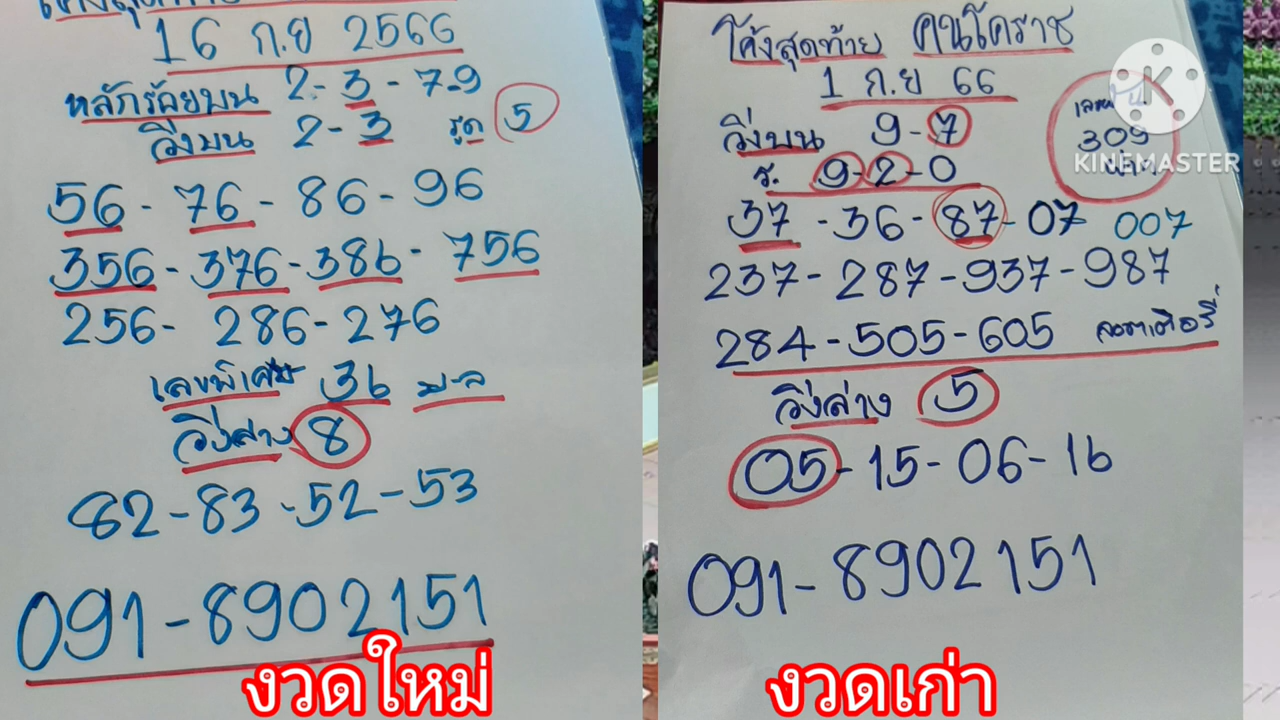 16 ก.ย 2566
หลักร้อยบน 2-3-7-9
วิ่งบน 2-3 รูด 5
56-76-86-96
356-376-386-756
256-286-276
เลขพิเศษ 36 บ-ล
วิ่งล่าง 8
82-83-52-53
091-8902151
งวดใหม่
โค้งสุดท้าย คนโคราช
1 ก.ย 66
วิ่งบน 9-7
ร. 9-2-0
309
KINEMASTER
37-36-87-07 007
237-287-937-987
284-505-605 ลอตเตอรี่
วิ่งล่าง 5
05-15-06-16
091-8902151
งวดเก่า